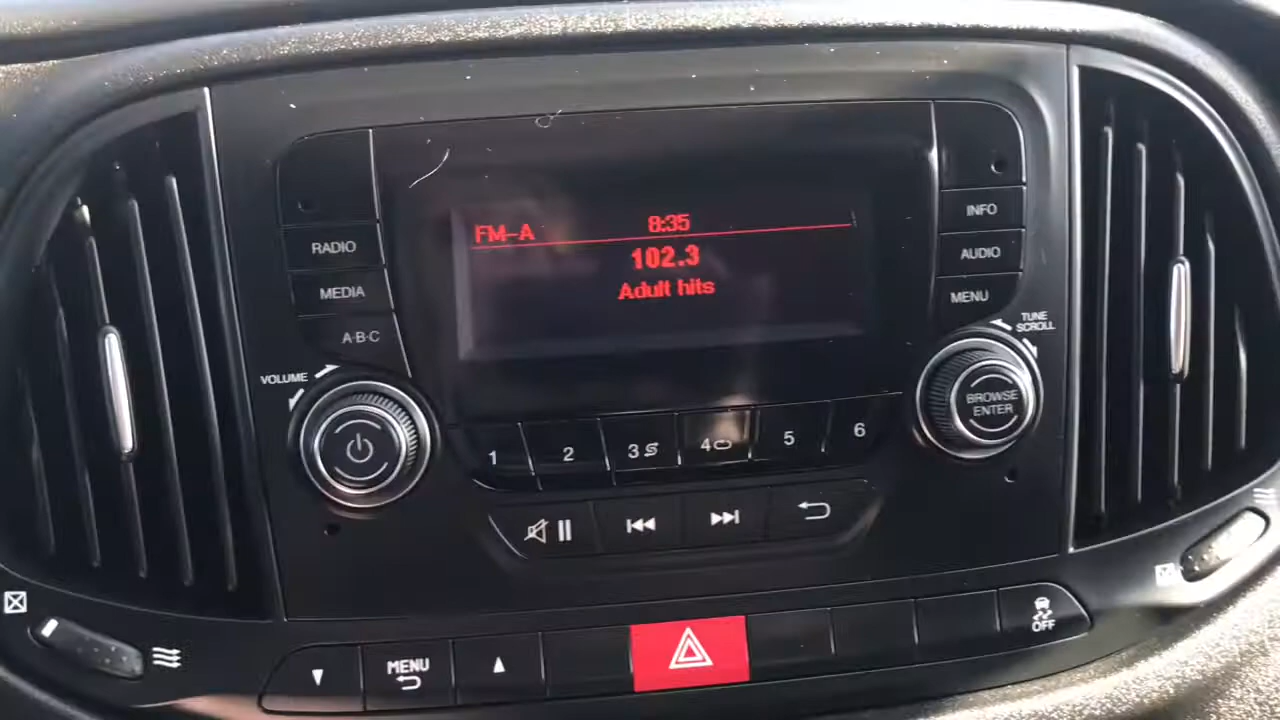 FM-A 8:35
102.3
Adult hits
RADIO
MEDIA
A·B·C
VOLUME
INFO
AUDIO
MENU
TUNE
SCROLL
BROWSE
ENTER
1 2 3 4 5 6
MENU
OFF